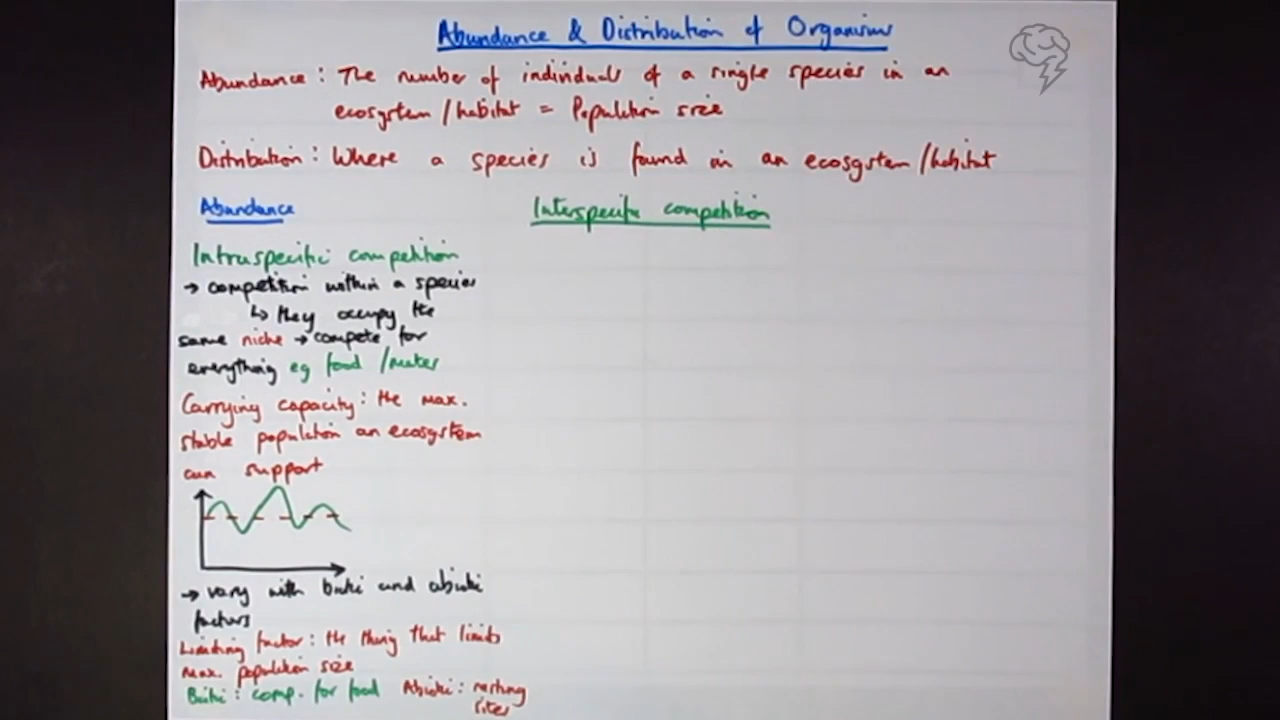 Abundance & Distribution of Organisms
Abundance: The number of individuals of a single species in an
ecosystem/habitat = Population size
Distribution: Where a species is found in an ecosystem/habitat
Abundance
Interspecific competition
Intraspecific competition
→ competition within a species
↳ they occupy the
same niche → compete for
everything eg food /mates
Carrying capacity: the max.
stable population an ecosystem
can support
→ vary with biotic and abiotic
factors
Limiting factor: the thing that limits
max. population size
Biotic: comp. for food Abiotic: nesting
sites